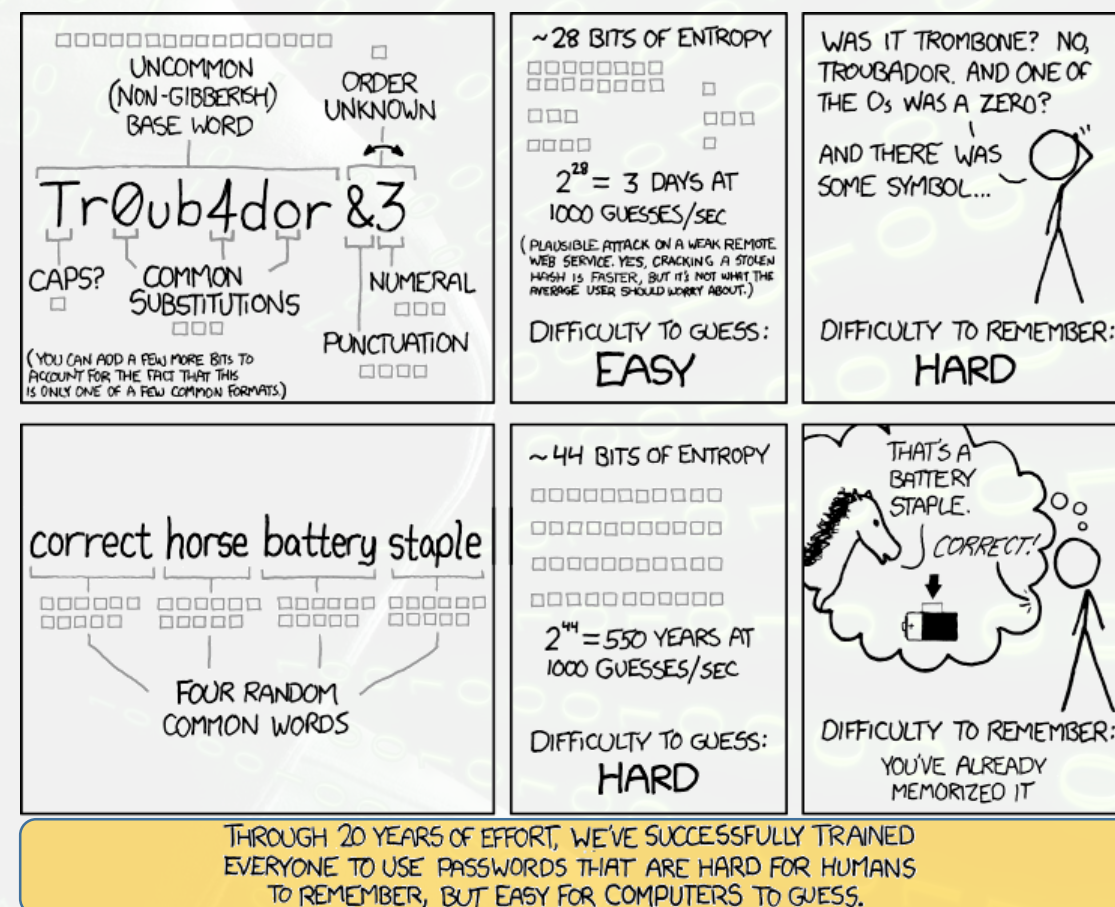 UNCOMMON
(NON-GIBBERISH)
BASE WORD
ORDER
UNKNOWN
Tr0ub4dor &3
CAPS?
COMMON
SUBSTITUTIONS
NUMERAL
PUNCTUATION
(YOU CAN ADD A FEW MORE BITS TO
ACCOUNT FOR THE FACT THAT THIS
IS ONLY ONE OF A FEW COMMON FORMATS.)
~28 BITS OF ENTROPY
2^28 = 3 DAYS AT
1000 GUESSES/SEC
(PLAUSIBLE ATTACK ON A WEAK REMOTE
WEB SERVICE. YES, CRACKING A STOLEN
HASH IS FASTER, BUT IT'S NOT WHAT THE
AVERAGE USER SHOULD WORRY ABOUT.)
DIFFICULTY TO GUESS:
EASY
WAS IT TROMBONE? NO,
TROUBADOR. AND ONE OF
THE Os WAS A ZERO?
AND THERE WAS
SOME SYMBOL...
DIFFICULTY TO REMEMBER:
HARD
correct horse battery staple
FOUR RANDOM
COMMON WORDS
~44 BITS OF ENTROPY
2^44 = 550 YEARS AT
1000 GUESSES/SEC
DIFFICULTY TO GUESS:
HARD
THAT'S A
BATTERY
STAPLE.
CORRECT!
DIFFICULTY TO REMEMBER:
YOU'VE ALREADY
MEMORIZED IT
THROUGH 20 YEARS OF EFFORT, WE'VE SUCCESSFULLY TRAINED
EVERYONE TO USE PASSWORDS THAT ARE HARD FOR HUMANS
TO REMEMBER, BUT EASY FOR COMPUTERS TO GUESS.